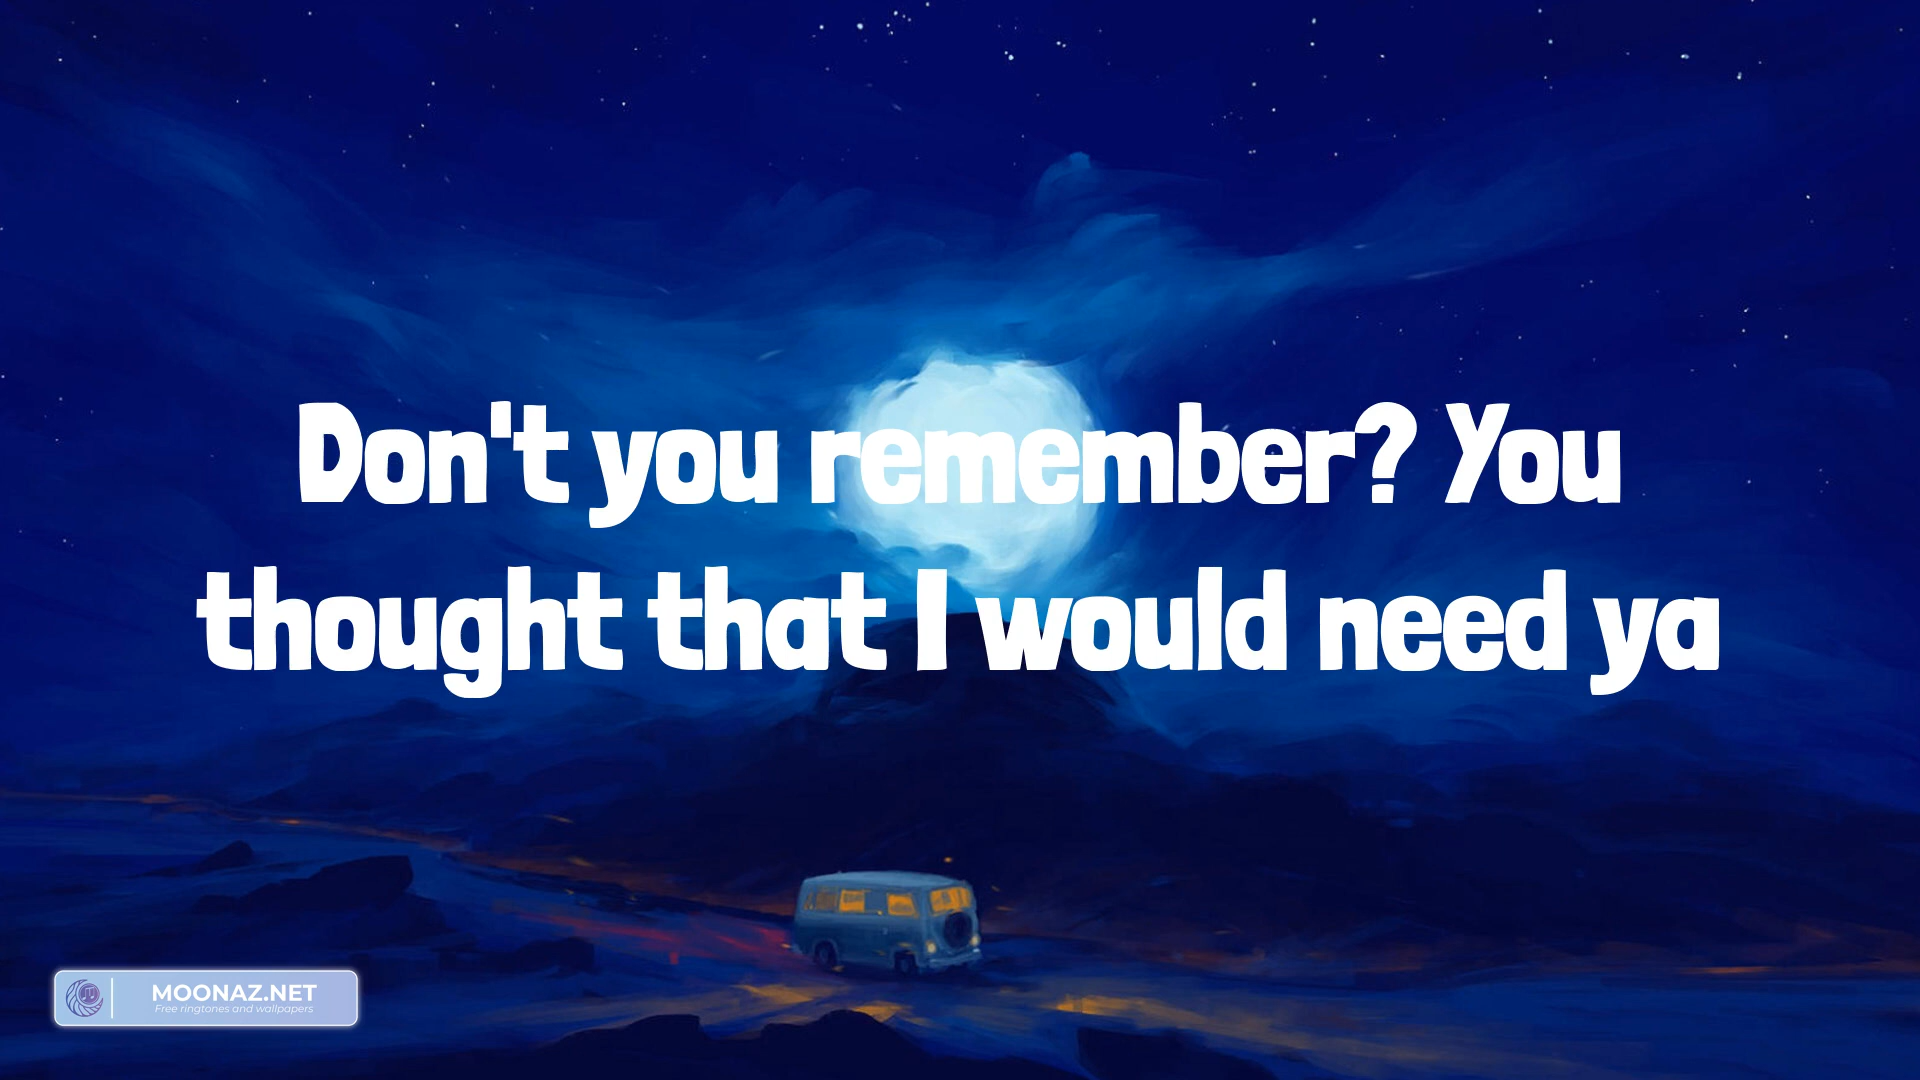 Don't you remember? You
thought that I would need ya
MOONAZ.NET
Free ringtones and wallpapers